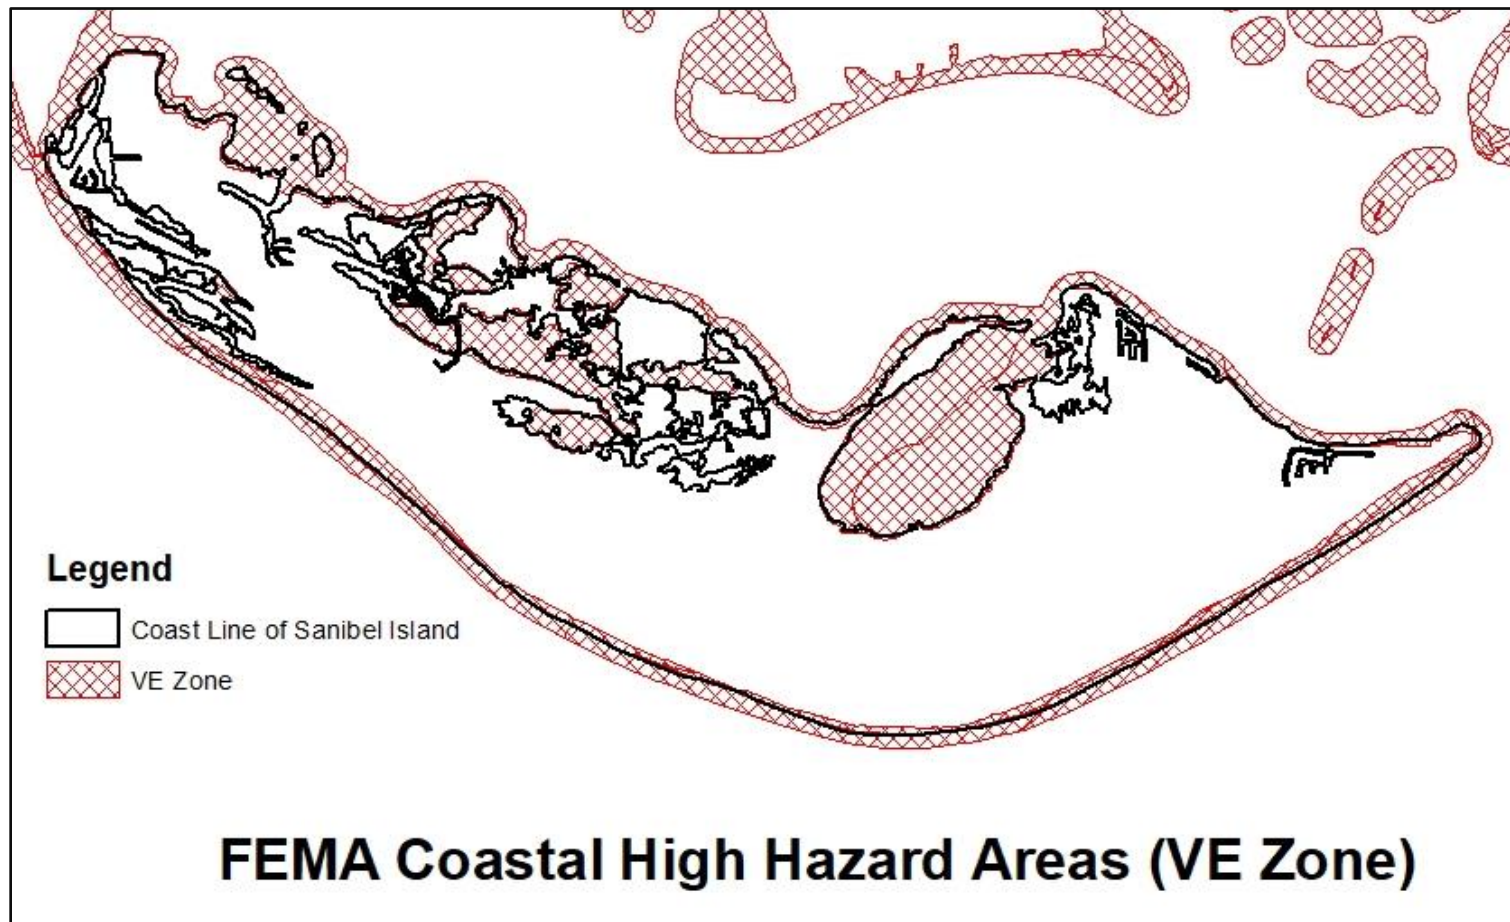 Legend
Coast Line of Sanibel Island
VE Zone
FEMA Coastal High Hazard Areas (VE Zone)